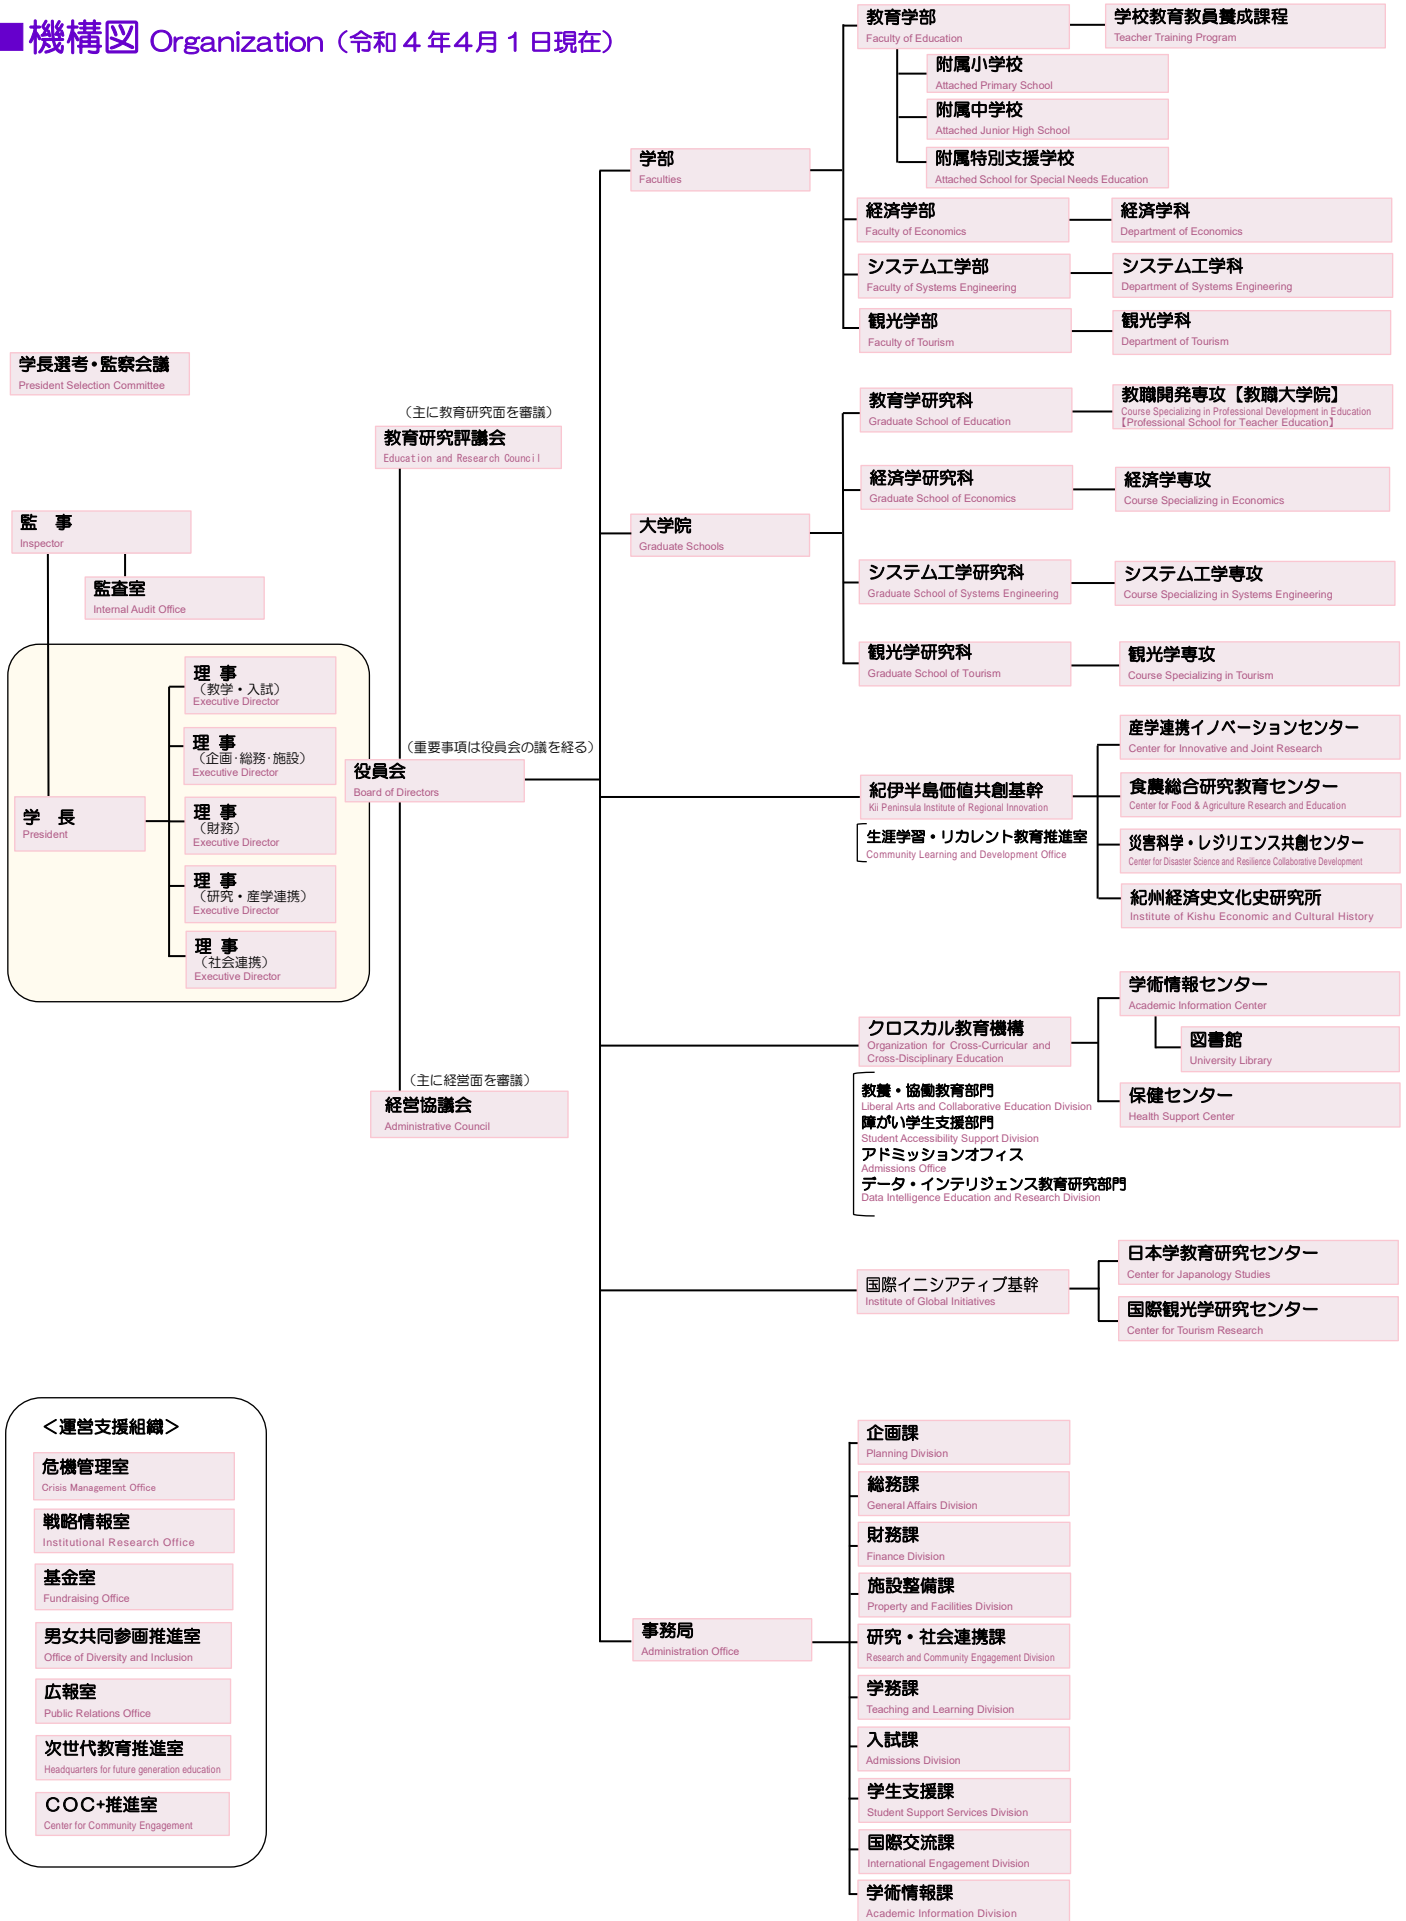 ■機構図 Organization（令和４年４月１日現在）
教育学部
Faculty of Education
学校教育教員養成課程
Teacher Training Program
附属小学校
Attached Primary School
附属中学校
Attached Junior High School
附属特別支援学校
Attached School for Special Needs Education
学部
Faculties
経済学部
Faculty of Economics
経済学科
Department of Economics
システム工学部
Faculty of Systems Engineering
システム工学科
Department of Systems Engineering
観光学部
Faculty of Tourism
観光学科
Department of Tourism
学長選考・監察会議
President Selection Committee
（主に教育研究面を審議）
教育研究評議会
Education and Research Council
教育学研究科
Graduate School of Education
教職開発専攻【教職大学院】
Course Specializing in Professional Development in Education
【Professional School for Teacher Education】
経済学研究科
Graduate School of Economics
経済学専攻
Course Specializing in Economics
大学院
Graduate Schools
システム工学研究科
Graduate School of Systems Engineering
システム工学専攻
Course Specializing in Systems Engineering
観光学研究科
Graduate School of Tourism
観光学専攻
Course Specializing in Tourism
監　事
Inspector
監査室
Internal Audit Office
理 事
（教学・入試）
Executive Director
理 事
（企画・総務・施設）
Executive Director
学　長
President
理 事
（財務）
Executive Director
理 事
（研究・産学連携）
Executive Director
理 事
（社会連携）
Executive Director
（重要事項は役員会の議を経る）
役員会
Board of Directors
（主に経営面を審議）
経営協議会
Administrative Council
紀伊半島価値共創基幹
Kii Peninsula Institute of Regional Innovation
生涯学習・リカレント教育推進室
Community Learning and Development Office
産学連携イノベーションセンター
Center for Innovative and Joint Research
食農総合研究教育センター
Center for Food & Agriculture Research and Education
災害科学・レジリエンス共創センター
Center for Disaster Science and Resilience Collaborative Development
紀州経済史文化史研究所
Institute of Kishu Economic and Cultural History
クロスカル教育機構
Organization for Cross-Curricular and
Cross-Disciplinary Education
教養・協働教育部門
Liberal Arts and Collaborative Education Division
障がい学生支援部門
Student Accessibility Support Division
アドミッションオフィス
Admissions Office
データ・インテリジェンス教育研究部門
Data Intelligence Education and Research Division
学術情報センター
Academic Information Center
図書館
University Library
保健センター
Health Support Center
国際イニシアティブ基幹
Institute of Global Initiatives
日本学教育研究センター
Center for Japanology Studies
国際観光学研究センター
Center for Tourism Research
＜運営支援組織＞
危機管理室
Crisis Management Office
戦略情報室
Institutional Research Office
基金室
Fundraising Office
男女共同参画推進室
Office of Diversity and Inclusion
広報室
Public Relations Office
次世代教育推進室
Headquarters for future generation education
ＣＯＣ+推進室
Center for Community Engagement
事務局
Administration Office
企画課
Planning Division
総務課
General Affairs Division
財務課
Finance Division
施設整備課
Property and Facilities Division
研究・社会連携課
Research and Community Engagement Division
学務課
Teaching and Learning Division
入試課
Admissions Division
学生支援課
Student Support Services Division
国際交流課
International Engagement Division
学術情報課
Academic Information Division